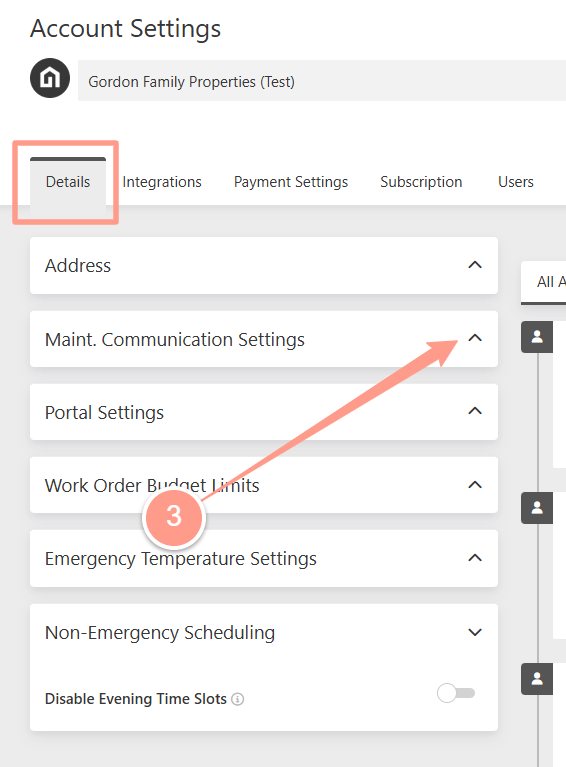 Account Settings
Gordon Family Properties (Test)
Details Integrations Payment Settings Subscription Users
Address
All A
Maint. Communication Settings
Portal Settings
Work Order Budget Limits
3
Emergency Temperature Settings
Non-Emergency Scheduling
Disable Evening Time Slots